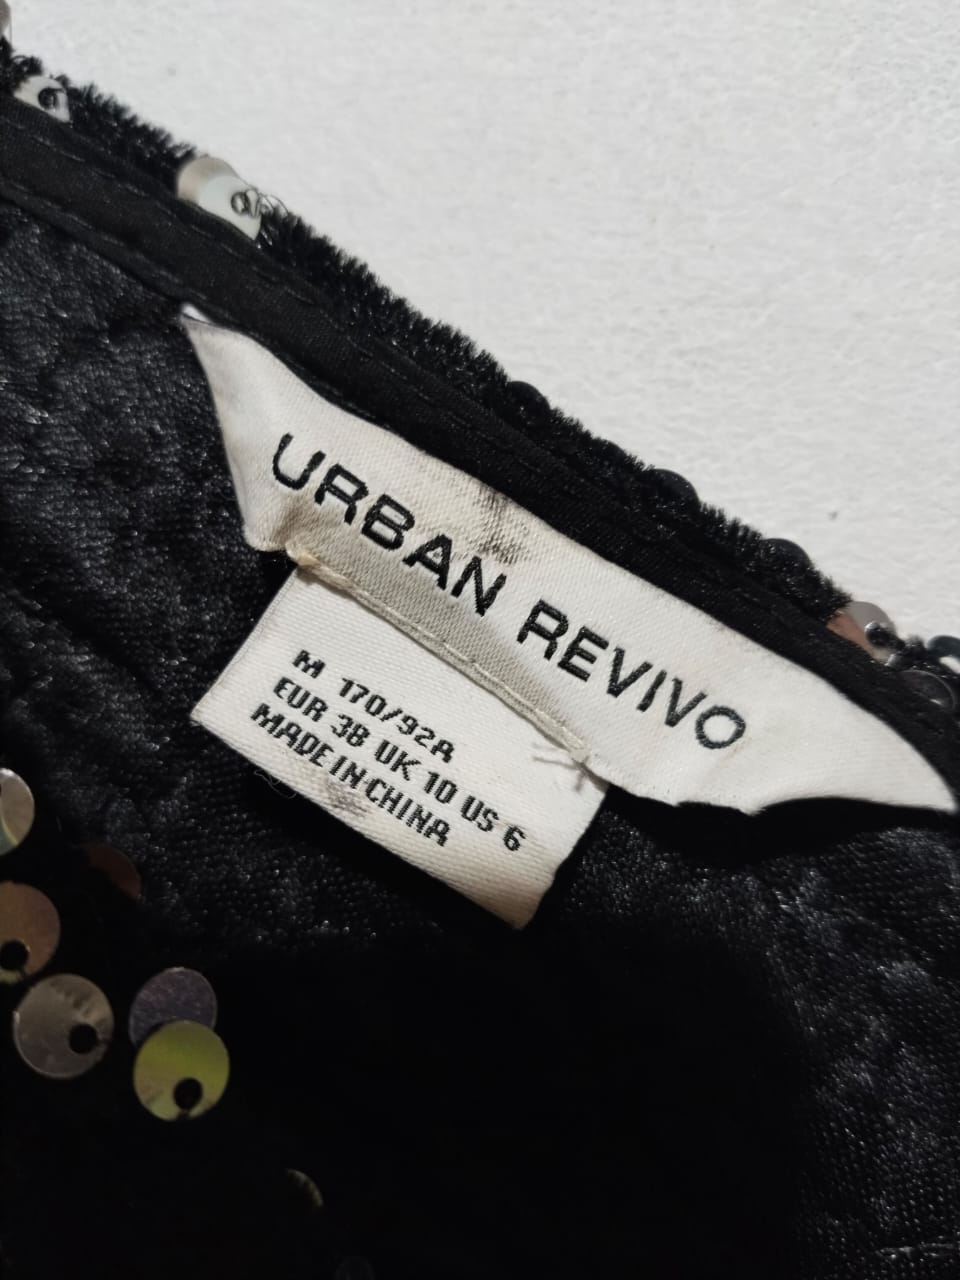 URBAN REVIVO
M 170/92A
EUR 38 UK 10 US 6
MADE IN CHINA